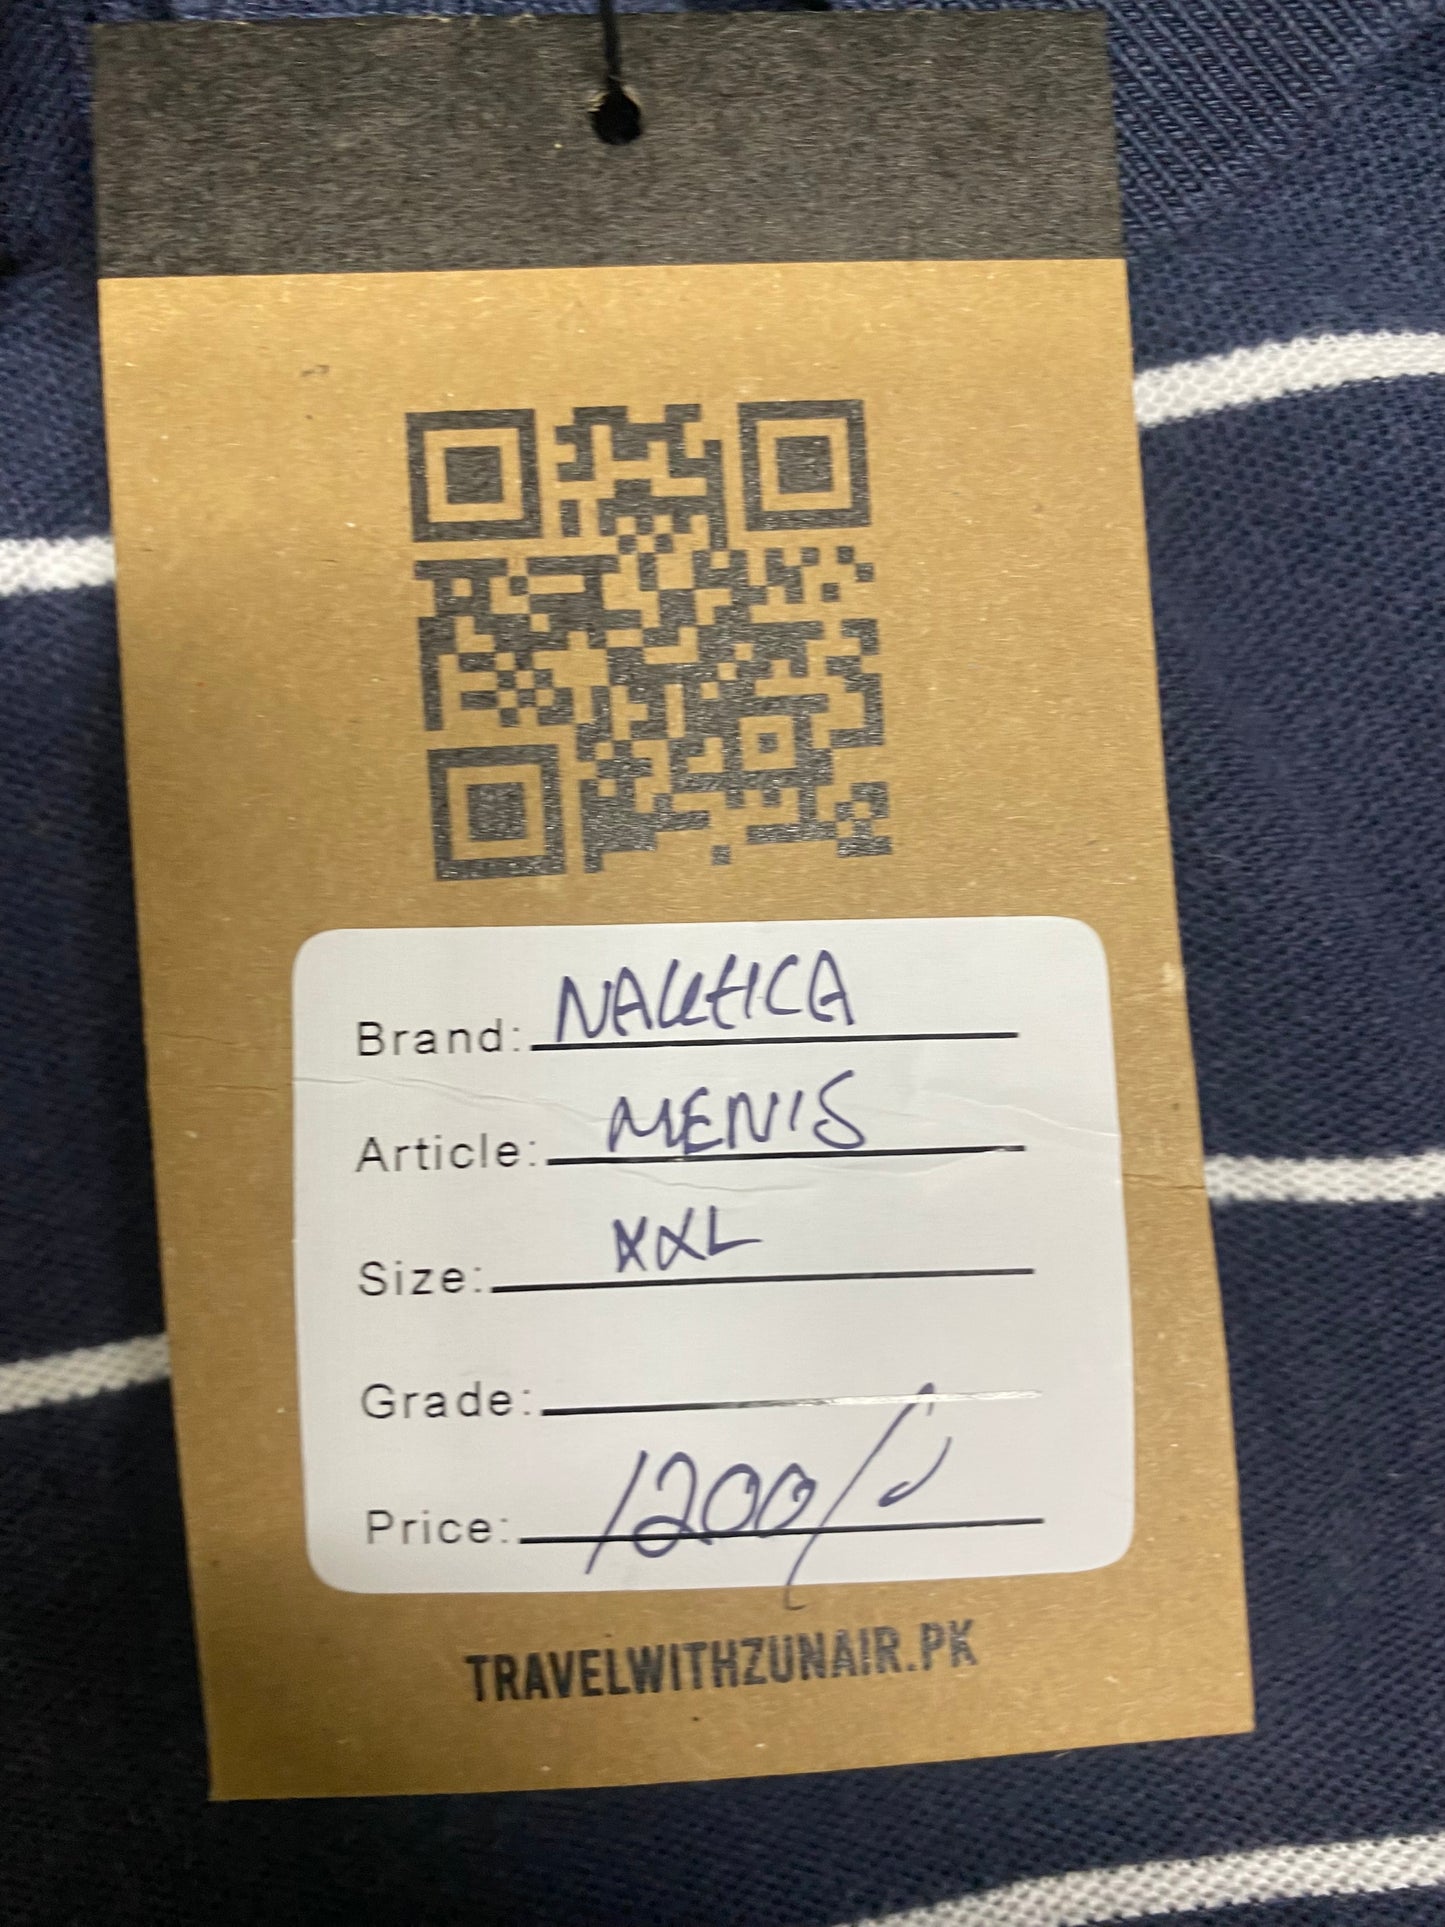 Brand: NAUtICA
Article: MEN'S
Size: XXL
Grade:
Price: 1200/
TRAVELWITHZUNAIR.PK